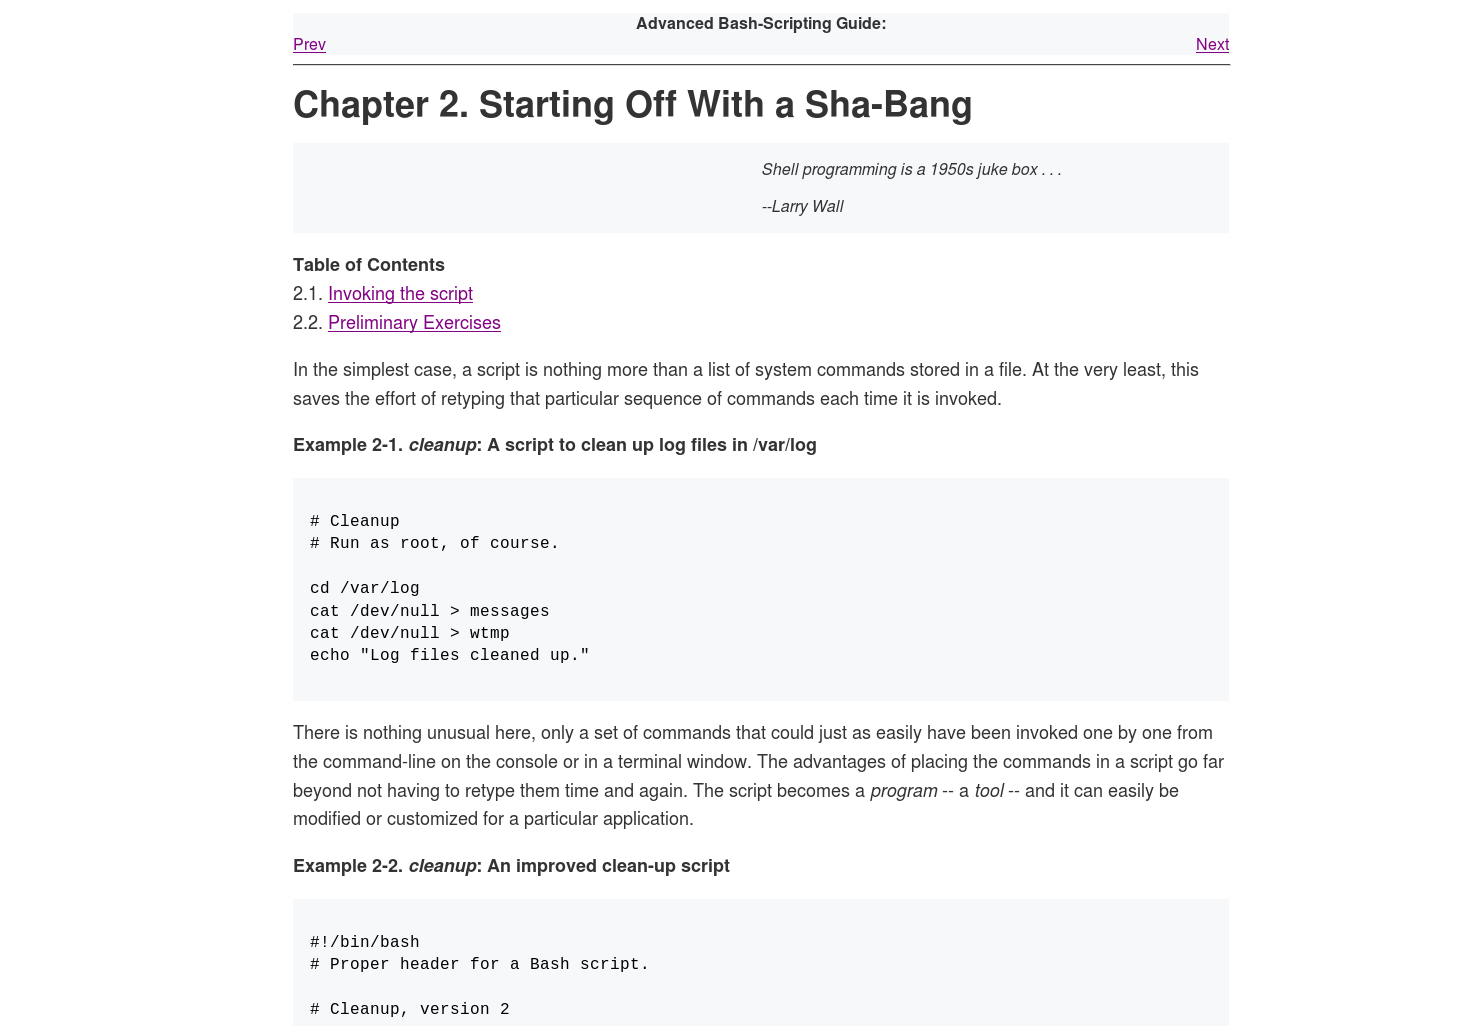 Advanced Bash-Scripting Guide:
Prev
Next
Chapter 2. Starting Off With a Sha-Bang
Shell programming is a 1950s juke box . . .
--Larry Wall
Table of Contents
2.1. Invoking the script
2.2. Preliminary Exercises
In the simplest case, a script is nothing more than a list of system commands stored in a file. At the very least, this
saves the effort of retyping that particular sequence of commands each time it is invoked.
Example 2-1. cleanup: A script to clean up log files in /var/log
# Cleanup
# Run as root, of course.
cd /var/log
cat /dev/null > messages
cat /dev/null > wtmp
echo "Log files cleaned up."
There is nothing unusual here, only a set of commands that could just as easily have been invoked one by one from
the command-line on the console or in a terminal window. The advantages of placing the commands in a script go far
beyond not having to retype them time and again. The script becomes a program -- a tool -- and it can easily be
modified or customized for a particular application.
Example 2-2. cleanup: An improved clean-up script
#!/bin/bash
# Proper header for a Bash script.
# Cleanup, version 2